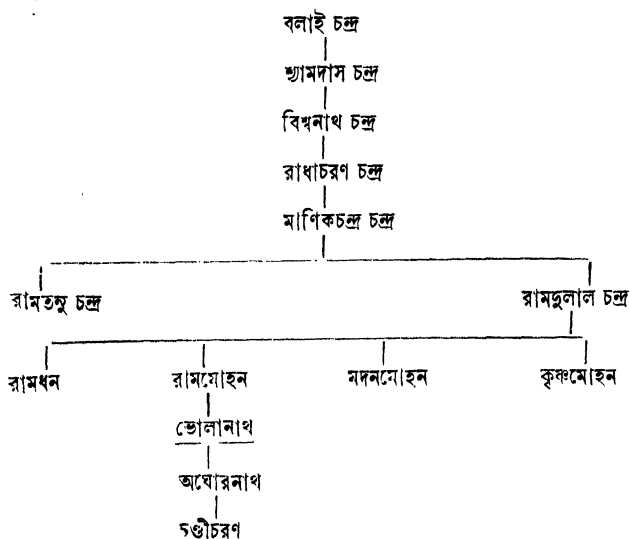 বলাই চন্দ্র
শ্যামদাস চন্দ্র
বিশ্বনাথ চন্দ্র
রাধাচরণ চন্দ্র
মাণিকচন্দ্র চন্দ্র
রামতনু চন্দ্র রামদুলাল চন্দ্র
রামধন রামমোহন মদনমোহন কৃষ্ণমোহন
ভোলানাথ
অঘোরনাথ
চণ্ডীচরণ